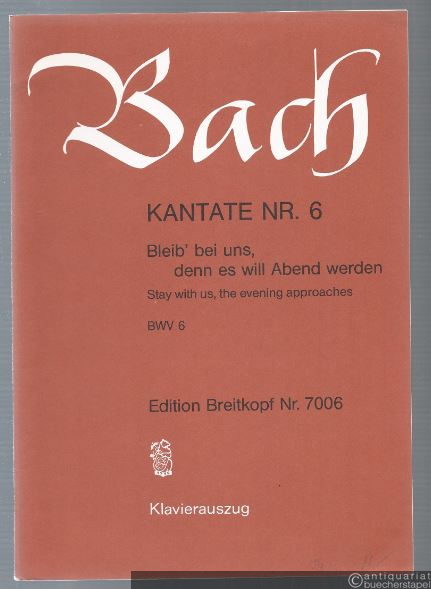 Bach
KANTATE NR. 6
Bleib' bei uns,
denn es will Abend werden
Stay with us, the evening approaches
BWV 6
Edition Breitkopf Nr. 7006
Klavierauszug
antiquariat
buecherstapel